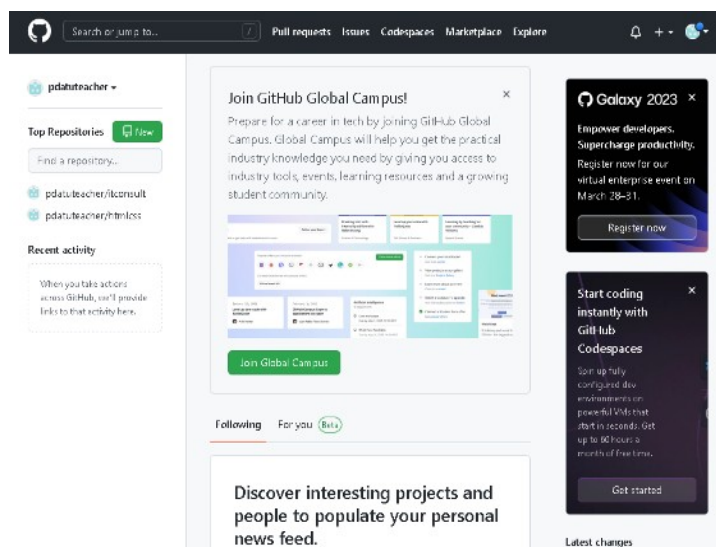 Search or jump to...
/
Pull requests Issues Codespaces Marketplace Explore
pdatuteacher
Top Repositories
New
Find a repository...
pdatuteacher/itconsult
pdatuteacher/htmlcss
Recent activity
When you take actions
across GitHub, we'll provide
links to that activity here.
Join GitHub Global Campus!
Prepare for a career in tech by joining GitHub Global
Campus. Global Campus will help you get the practical
industry knowledge you need by giving you access to
industry tools, events, learning resources and a growing
student community.
Join Global Campus
Following For you Beta
Discover interesting projects and
people to populate your personal
news feed.
Galaxy 2023
Empower developers.
Supercharge productivity.
Register now for our
virtual enterprise event on
March 28-31.
Register now
Start coding
instantly with
GitHub
Codespaces
Spin up fully
configured dev
environments on
powerful VMs that
start in seconds. Get
up to 60 hours a
month of free time.
Get started
Latest changes